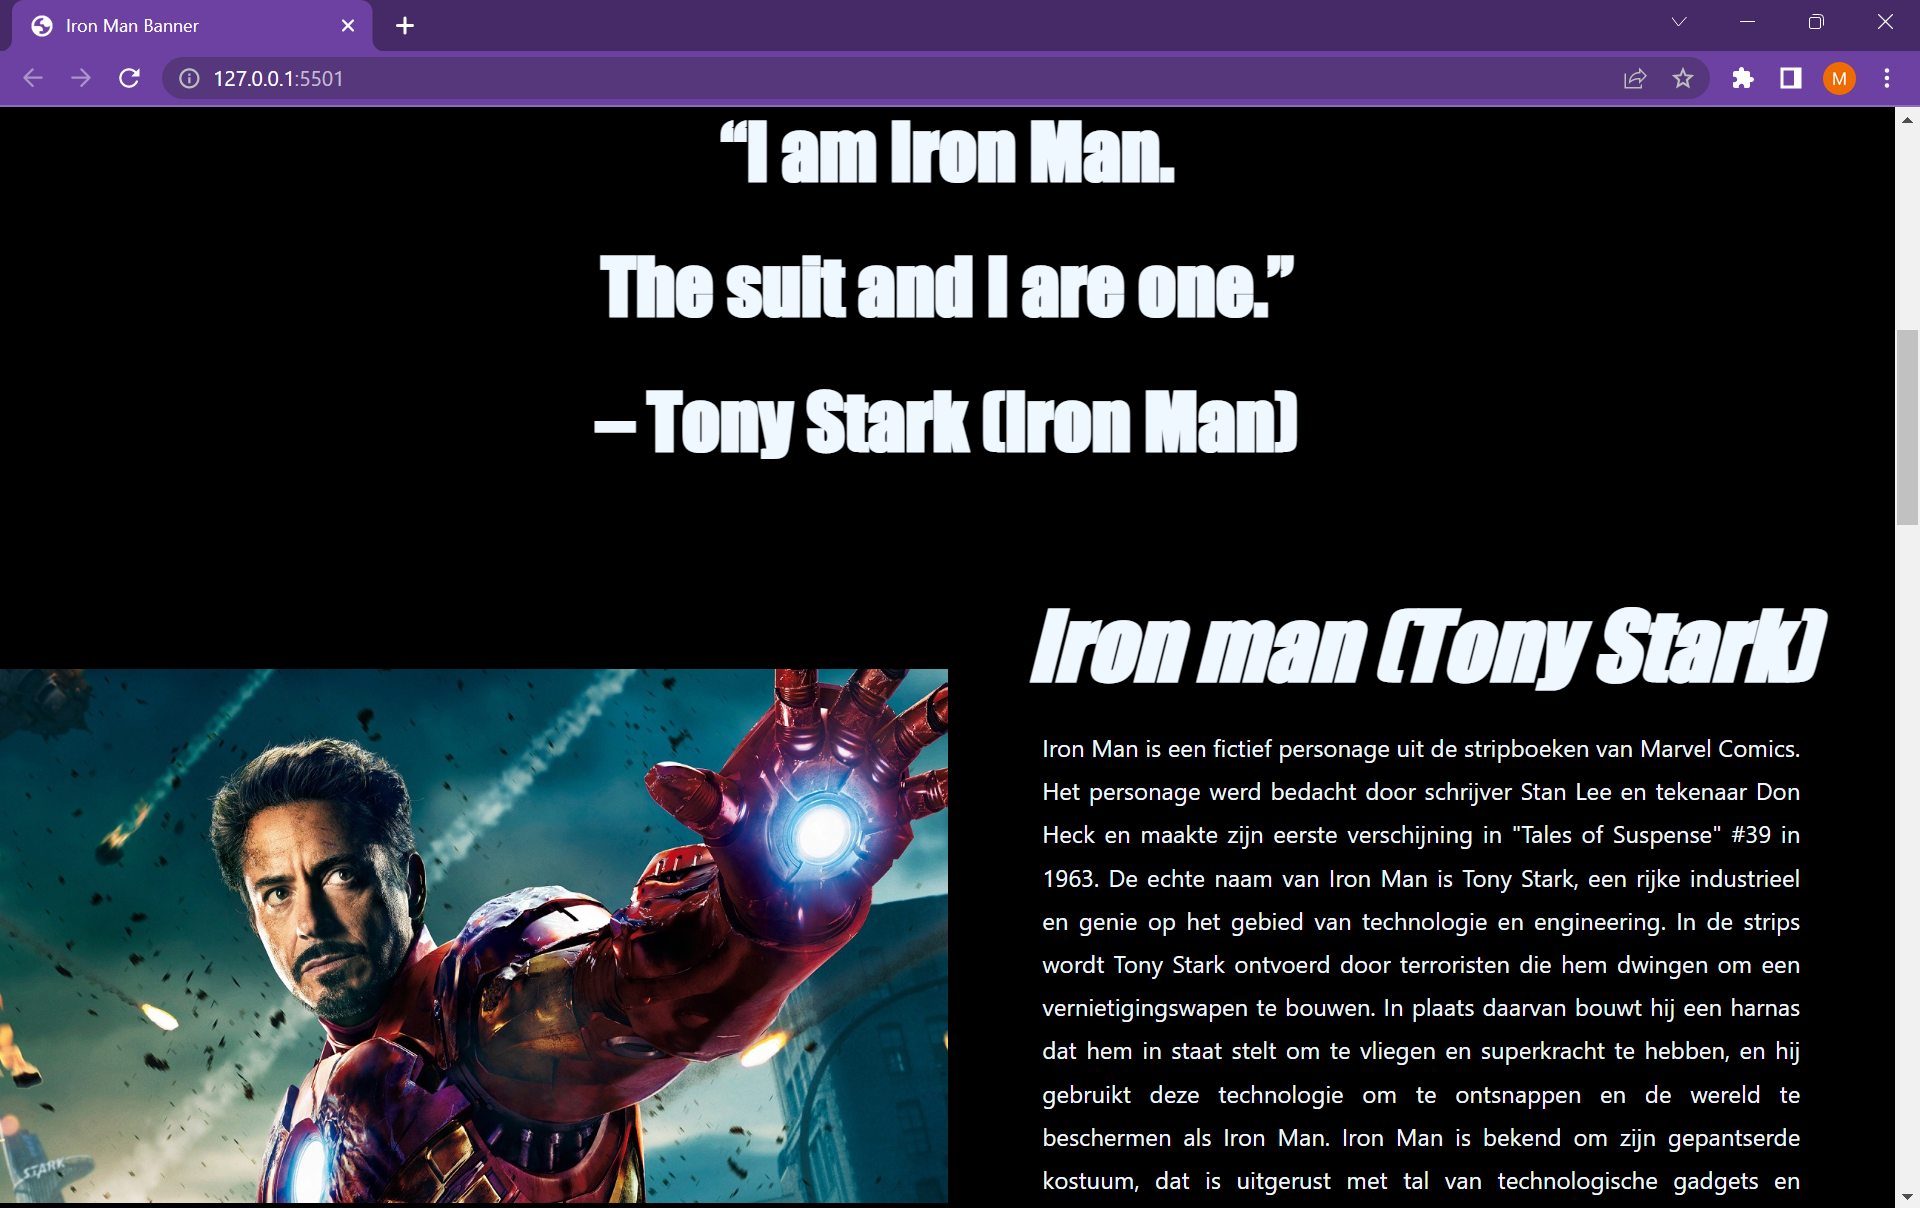 Iron Man Banner
127.0.0.1:5501
M
“I am Iron Man.
The suit and I are one.”
– Tony Stark (Iron Man)
Iron man (Tony Stark)
Iron Man is een fictief personage uit de stripboeken van Marvel Comics.
Het personage werd bedacht door schrijver Stan Lee en tekenaar Don
Heck en maakte zijn eerste verschijning in "Tales of Suspense" #39 in
1963. De echte naam van Iron Man is Tony Stark, een rijke industrieel
en genie op het gebied van technologie en engineering. In de strips
wordt Tony Stark ontvoerd door terroristen die hem dwingen om een
vernietigingswapen te bouwen. In plaats daarvan bouwt hij een harnas
dat hem in staat stelt om te vliegen en superkracht te hebben, en hij
gebruikt deze technologie om te ontsnappen en de wereld te
beschermen als Iron Man. Iron Man is bekend om zijn gepantserde
kostuum, dat is uitgerust met tal van technologische gadgets en
STARK